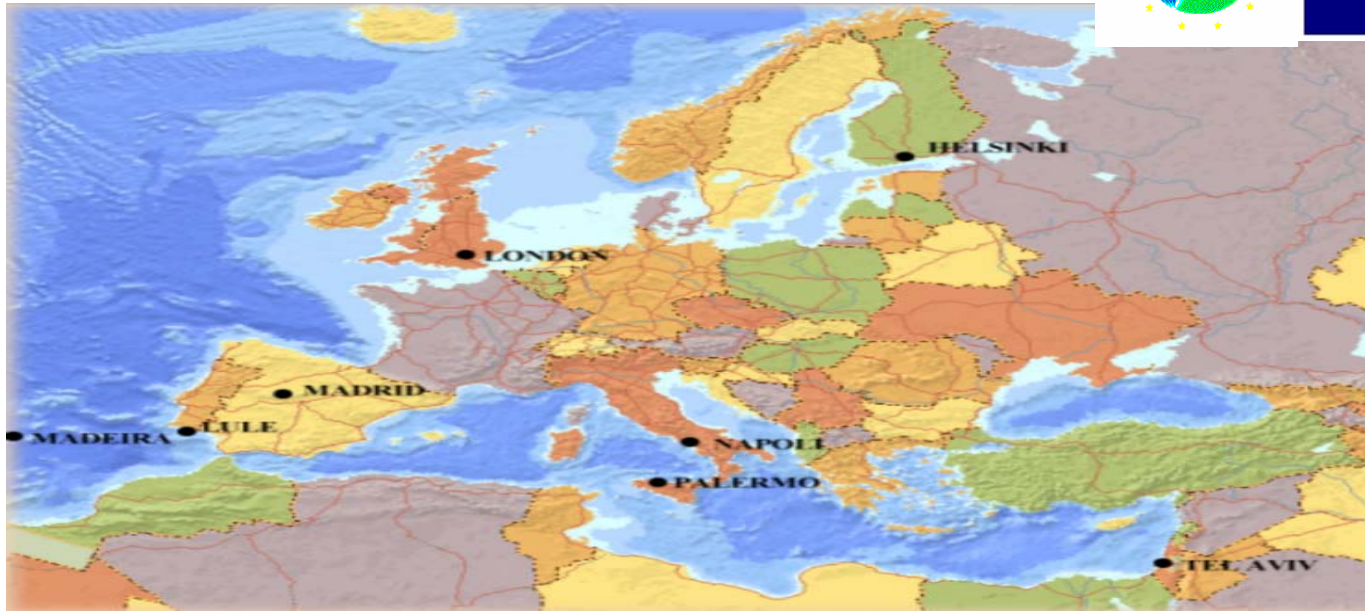 HELSINKI
LONDON
MADRID
LULE
MADEIRA
NAPOLI
PALERMO
TEL AVIV